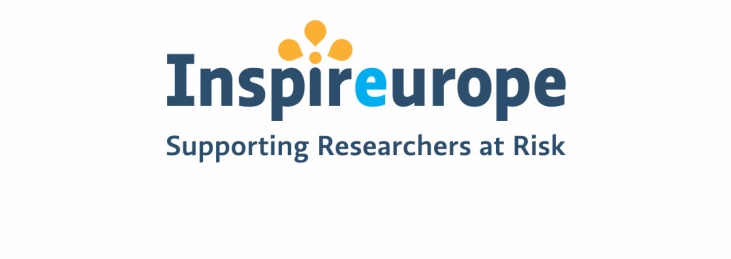 Inspireurope
Supporting Researchers at Risk